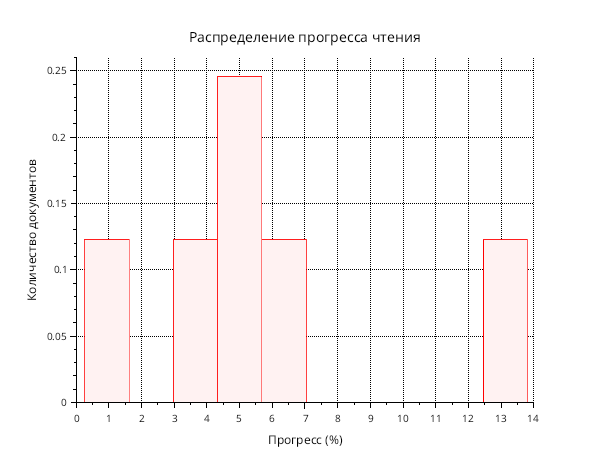 Распределение прогресса чтения
Количество документов
0.25
0.2
0.15
0.1
0.05
0
0 1 2 3 4 5 6 7 8 9 10 11 12 13 14
Прогресс (%)